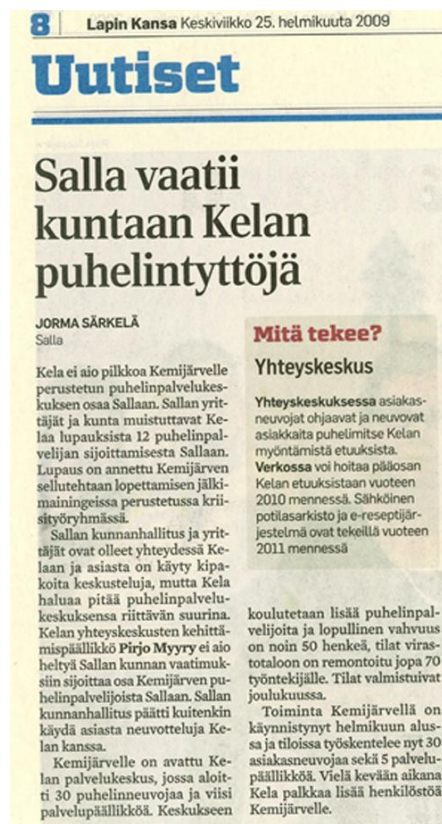 8 Lapin Kansa Keskiviikko 25. helmikuuta 2009
Uutiset
Salla vaatii
kuntaan Kelan
puhelintyttöjä
JORMA SÄRKELÄ
Salla
Kela ei aio pilkkoa Kemijärvelle
perustetun puhelinpalvelukes-
kuksen osaa Sallaan. Sallan yrit-
täjät ja kunta muistuttavat Ke-
laa lupauksista 12 puhelinpal-
velijan sijoittamisesta Sallaan.
Lupaus on annettu Kemijärven
sellutehtaan lopettamisen jälki-
mainingeissa perustetussa krii-
sityöryhmässä.
Sallan kunnanhallitus ja yrit-
täjät ovat olleet yhteydessä Ke-
laan ja asiasta on käyty kipa-
koita keskusteluja, mutta Kela
haluaa pitää puhelinpalvelu-
keskuksensa riittävän suurina.
Kelan yhteyskeskusten kehittä-
mispäällikkö Pirjo Myyry ei aio
heltyä Sallan kunnan vaatimuk-
siin sijoittaa osa Kemijärven pu-
helinpalvelijoista Sallaan. Sallan
kunnanhallitus päätti kuitenkin
käydä asiasta neuvotteluja Ke-
lan kanssa.
Kemijärvelle on avattu Ke-
lan palvelukeskus, jossa aloit-
ti 30 puhelinneuvojaa ja viisi
palvelupäällikköä. Keskukseen
Mitä tekee?
Yhteyskeskus
Yhteyskeskuksessa asiakas-
neuvojat ohjaavat ja neuvovat
asiakkaita puhelimitse Kelan
myöntämistä etuuksista.
Verkossa voi hoitaa pääosan
Kelan etuuksistaan vuoteen
2010 mennessä. Sähköinen
potilasarkisto ja e-reseptijär-
jestelmä ovat tekeillä vuoteen
2011 mennessä
koulutetaan lisää puhelinpal-
velijoita ja lopullinen vahvuus
on noin 50 henkeä, tilat viras-
totaloon on remontoitu jopa 70
työntekijälle. Tilat valmistuivat
joulukuussa.
Toiminta Kemijärvellä on
käynnistynyt helmikuun alus-
sa ja tiloissa työskentelee nyt 30
asiakasneuvojaa sekä 5 palvelu-
päällikköä. Vielä kevään aikana
Kela palkkaa lisää henkilöstöä
Kemijärvelle.